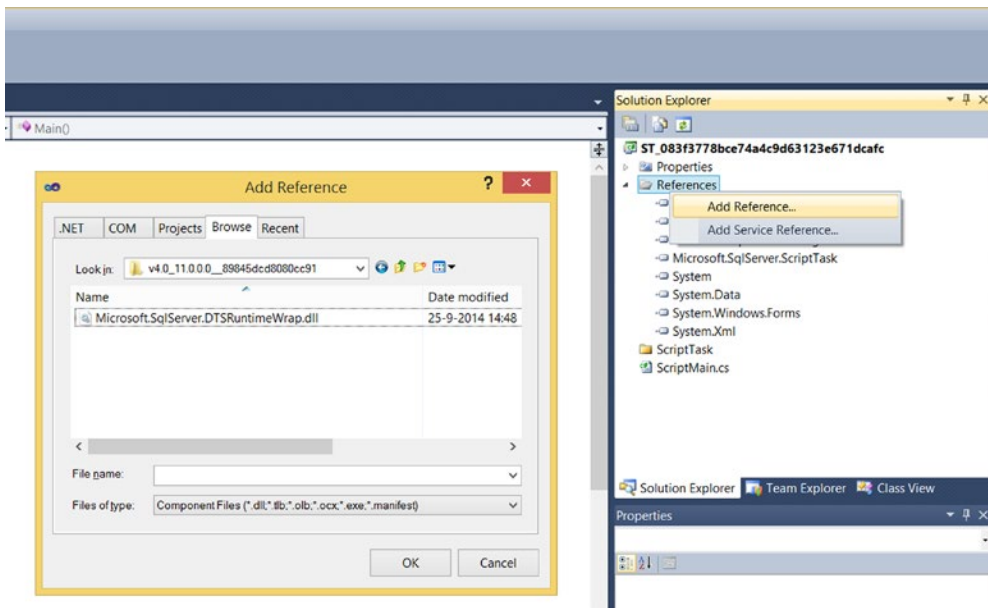 Main()
Add Reference
?
.NET COM Projects Browse Recent
Look in: v4.0_11.0.0.0__89845dcd8080cc91
Name Date modified
Microsoft.SqlServer.DTSRuntimeWrap.dll 25-9-2014 14:48
File name:
Files of type: Component Files (*.dll;*.tlb;*.olb;*.ocx;*.exe;*.manifest)
OK Cancel
Solution Explorer
ST_083f3778bce74a4c9d63123e671dcafc
Properties
References
Add Reference...
Add Service Reference...
Microsoft.SqlServer.ScriptTask
System
System.Data
System.Windows.Forms
System.Xml
ScriptTask
ScriptMain.cs
Solution Explorer Team Explorer Class View
Properties